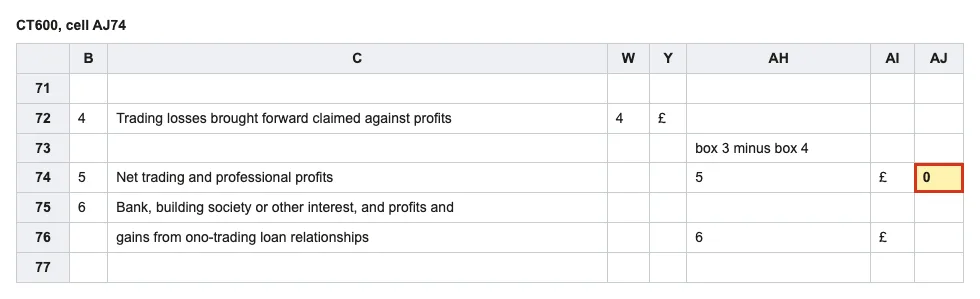 CT600, cell AJ74
B C W Y AH AI AJ
71
72 4 Trading losses brought forward claimed against profits 4 £
73 box 3 minus box 4
74 5 Net trading and professional profits 5 £ 0
75 6 Bank, building society or other interest, and profits and
76 gains from ono-trading loan relationships 6 £
77